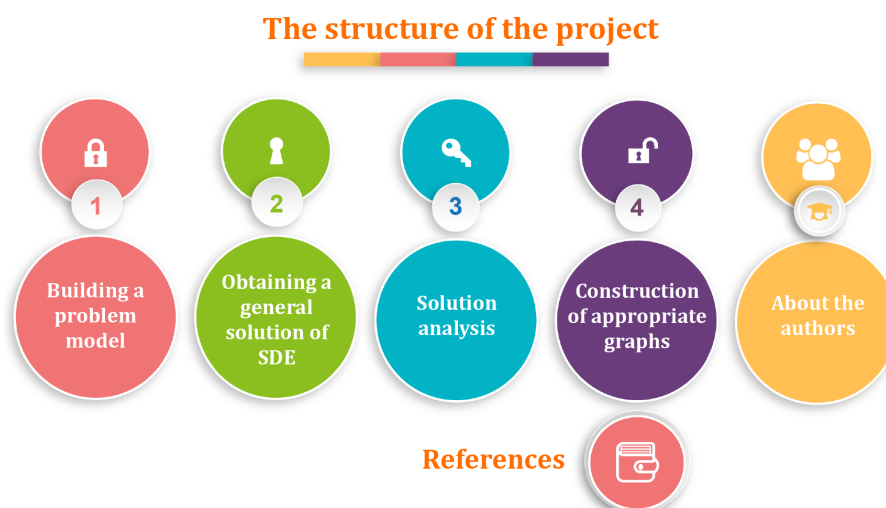 The structure of the project
1
2
3
4
Building a
problem
model
Obtaining a
general
solution of
SDE
Solution
analysis
Construction
of appropriate
graphs
About the
authors
References